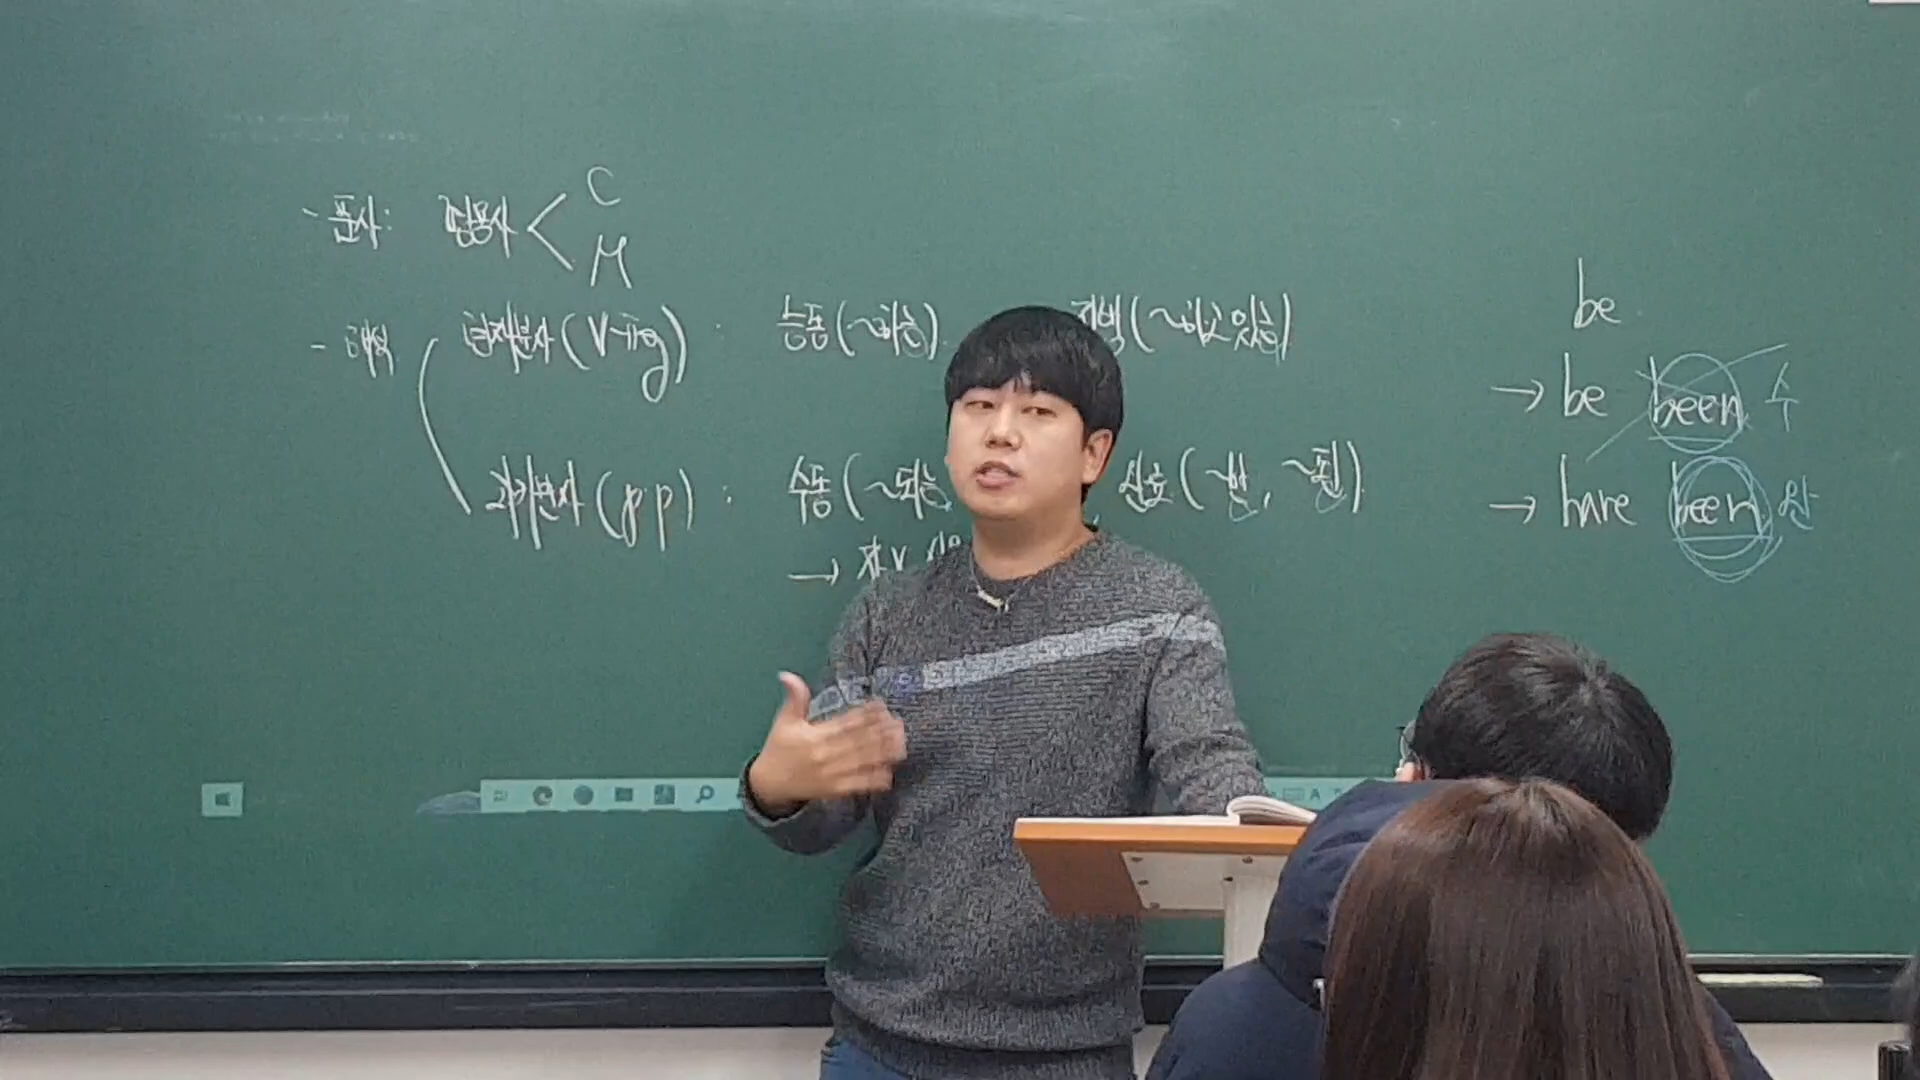 - 품사: 형용사 < C
M
- 해석 현재분사 (V-ing) : 능동 (~하는) (~하고 있는)
과거분사 (p.p) : 수동 (~되는 완료 (~한, ~된)
→ 자V
be
→ be been 수
→ have been 완